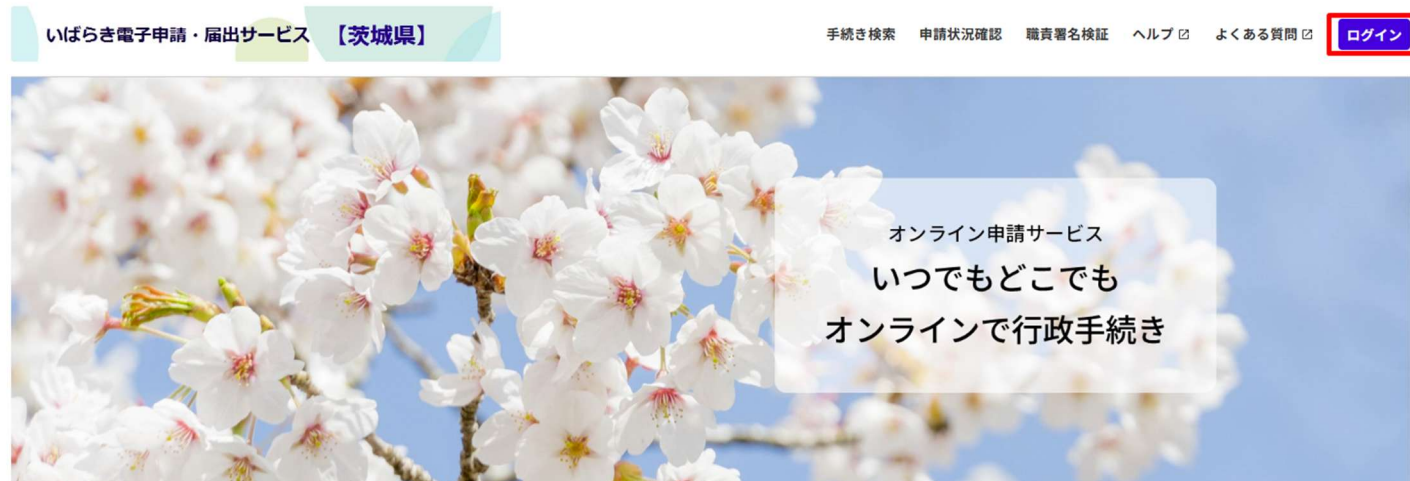 いばらき電子申請・届出サービス 【茨城県】
手続き検索 申請状況確認 職責署名検証 ヘルプ よくある質問 ログイン
オンライン申請サービス
いつでもどこでも
オンラインで行政手続き